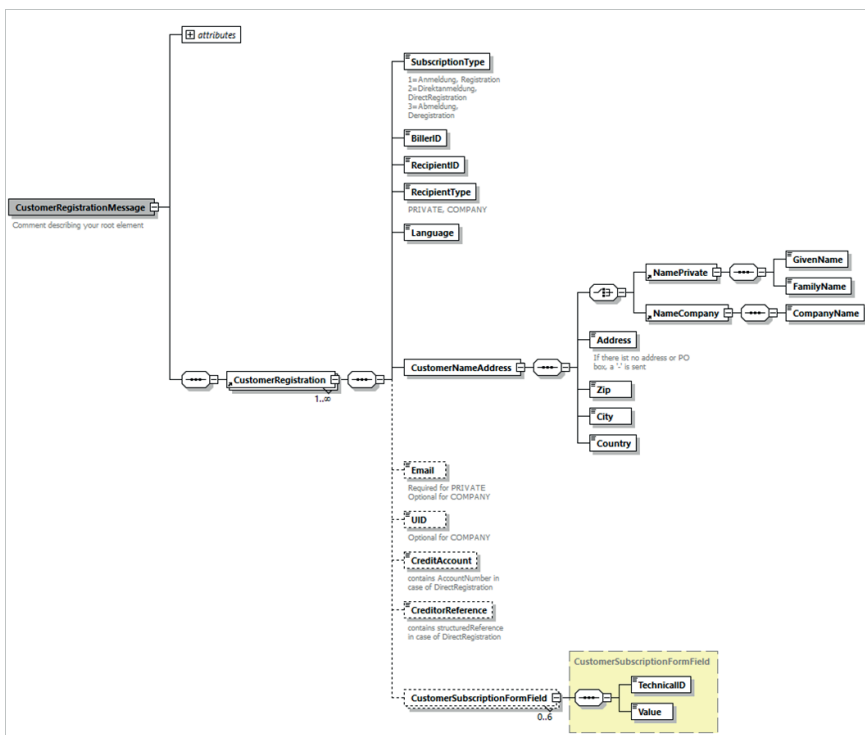 attributes
SubscriptionType
1=Anmeldung, Registration
2=Direktanmeldung,
DirectRegistration
3=Abmeldung,
Deregistration
BillerID
RecipientID
RecipientType
PRIVATE, COMPANY
Language
CustomerRegistrationMessage
Comment describing your root element
CustomerRegistration
1..∞
CustomerNameAddress
NamePrivate
GivenName
FamilyName
NameCompany
CompanyName
Address
If there ist no address or PO
box, a '-' is sent
Zip
City
Country
Email
Required for PRIVATE
Optional for COMPANY
UID
Optional for COMPANY
CreditAccount
contains AccountNumber in
case of DirectRegistration
CreditorReference
contains structuredReference
in case of DirectRegistration
CustomerSubscriptionFormField
0..6
CustomerSubscriptionFormField
TechnicalID
Value